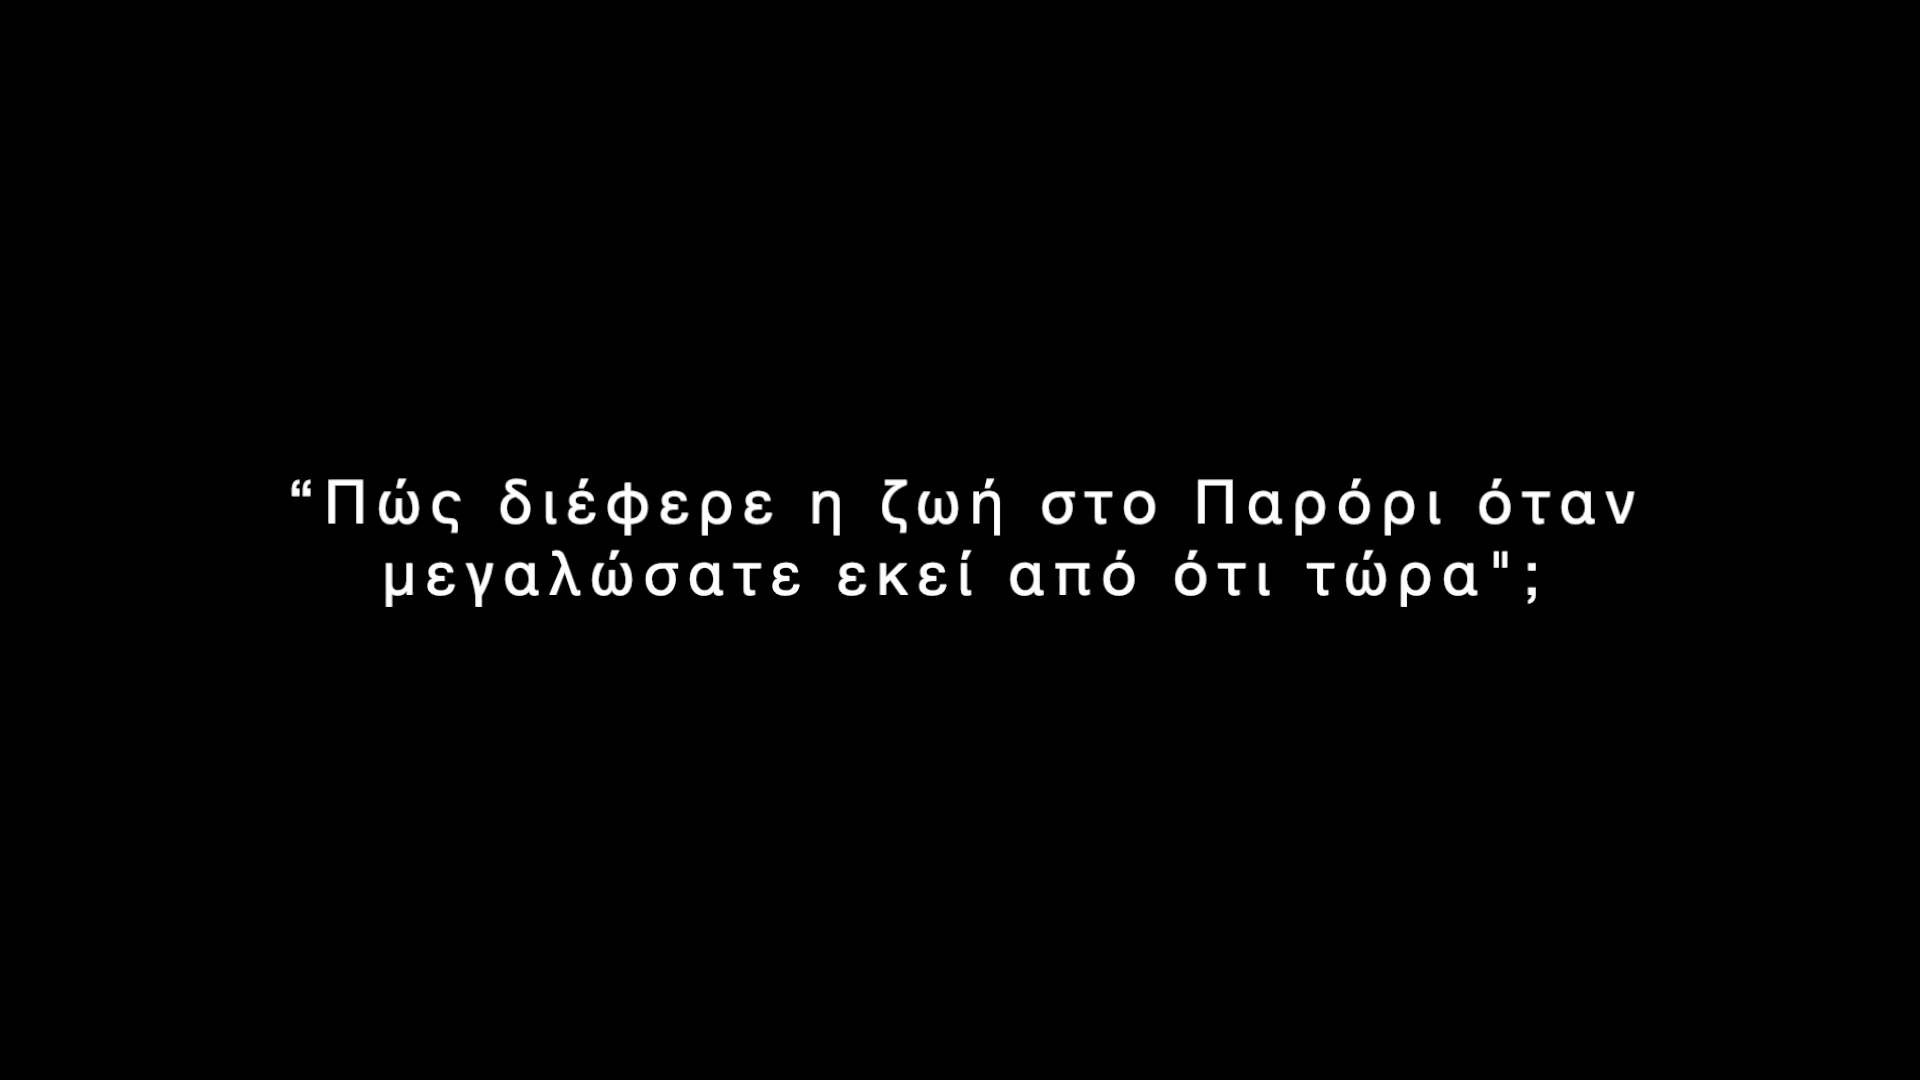 “Πώς διέφερε η ζωή στο Παρόρι όταν
μεγαλώσατε εκεί από ότι τώρα";